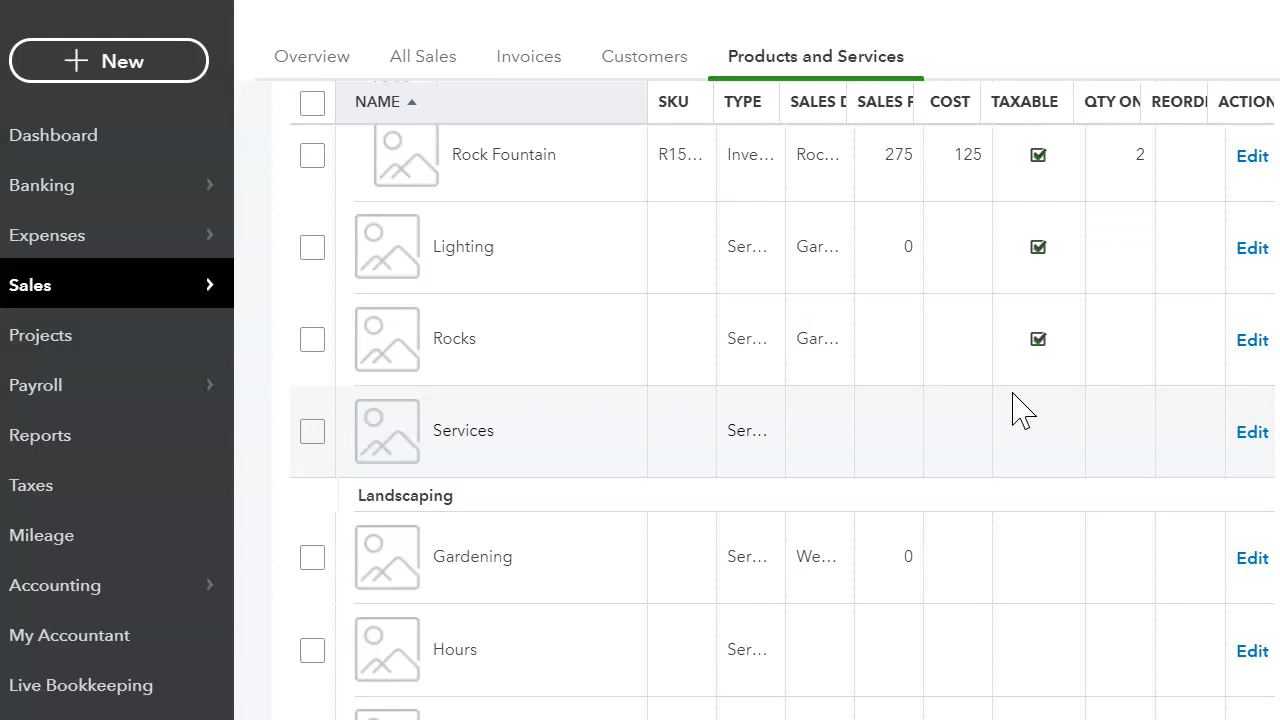 New
Dashboard
Banking
Expenses
Sales
Projects
Payroll
Reports
Taxes
Mileage
Accounting
My Accountant
Live Bookkeeping
Overview All Sales Invoices Customers Products and Services
NAME SKU TYPE SALES D SALES P COST TAXABLE QTY ON REORDI ACTION
Rock Fountain R15... Inve... Roc... 275 125 2 Edit
Lighting Ser... Gar... 0 Edit
Rocks Ser... Gar... Edit
Services Ser... Edit
Landscaping
Gardening Ser... We... 0 Edit
Hours Ser... Edit